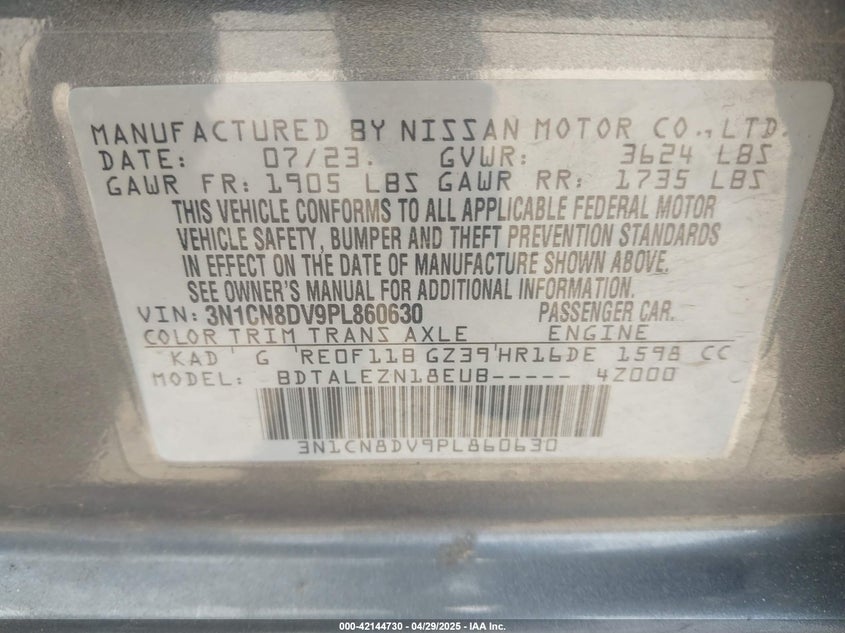 MANUFACTURED BY NISSAN MOTOR CO.,LTD.
DATE: 07/23. GVWR: 3624 LBS
GAWR FR: 1905 LBS GAWR RR: 1735 LBS
THIS VEHICLE CONFORMS TO ALL APPLICABLE FEDERAL MOTOR
VEHICLE SAFETY, BUMPER AND THEFT PREVENTION STANDARDS
IN EFFECT ON THE DATE OF MANUFACTURE SHOWN ABOVE.
SEE OWNER'S MANUAL FOR ADDITIONAL INFORMATION.
VIN: 3N1CN8DV9PL860630 PASSENGER CAR.
COLOR TRIM TRANS AXLE ENGINE
KAD ' G 'RE0F11B GZ39'HR16DE 1598 CC
MODEL: BDTALEZN18EUB----- 4Z000
3N1CN8DV9PL860630
000-42144730 - 04/29/2025 - IAA Inc.